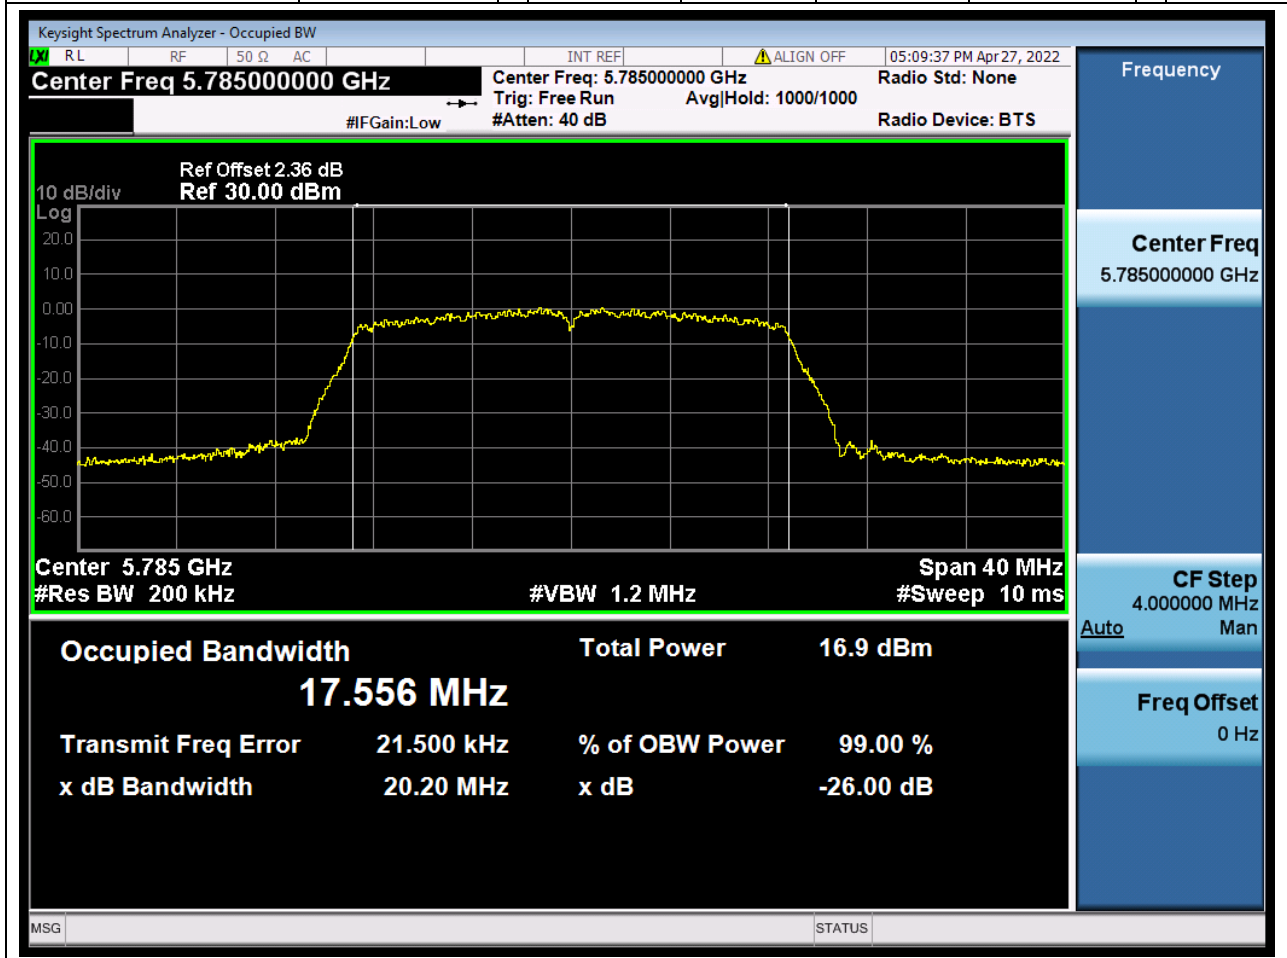 Keysight Spectrum Analyzer - Occupied BW
LXI RL RF 50 Ω AC INT REF ALIGN OFF 05:09:37 PM Apr 27, 2022
Center Freq 5.785000000 GHz
Center Freq: 5.785000000 GHz Radio Std: None
Trig: Free Run Avg|Hold: 1000/1000
#IFGain:Low #Atten: 40 dB Radio Device: BTS
Ref Offset 2.36 dB
10 dB/div Ref 30.00 dBm
Log
20.0
10.0
0.00
-10.0
-20.0
-30.0
-40.0
-50.0
-60.0
Center 5.785 GHz Span 40 MHz
#Res BW 200 kHz #VBW 1.2 MHz #Sweep 10 ms
Occupied Bandwidth Total Power 16.9 dBm
17.556 MHz
Transmit Freq Error 21.500 kHz % of OBW Power 99.00 %
x dB Bandwidth 20.20 MHz x dB -26.00 dB
MSG STATUS
Frequency
Center Freq
5.785000000 GHz
CF Step
4.000000 MHz
Auto Man
Freq Offset
0 Hz